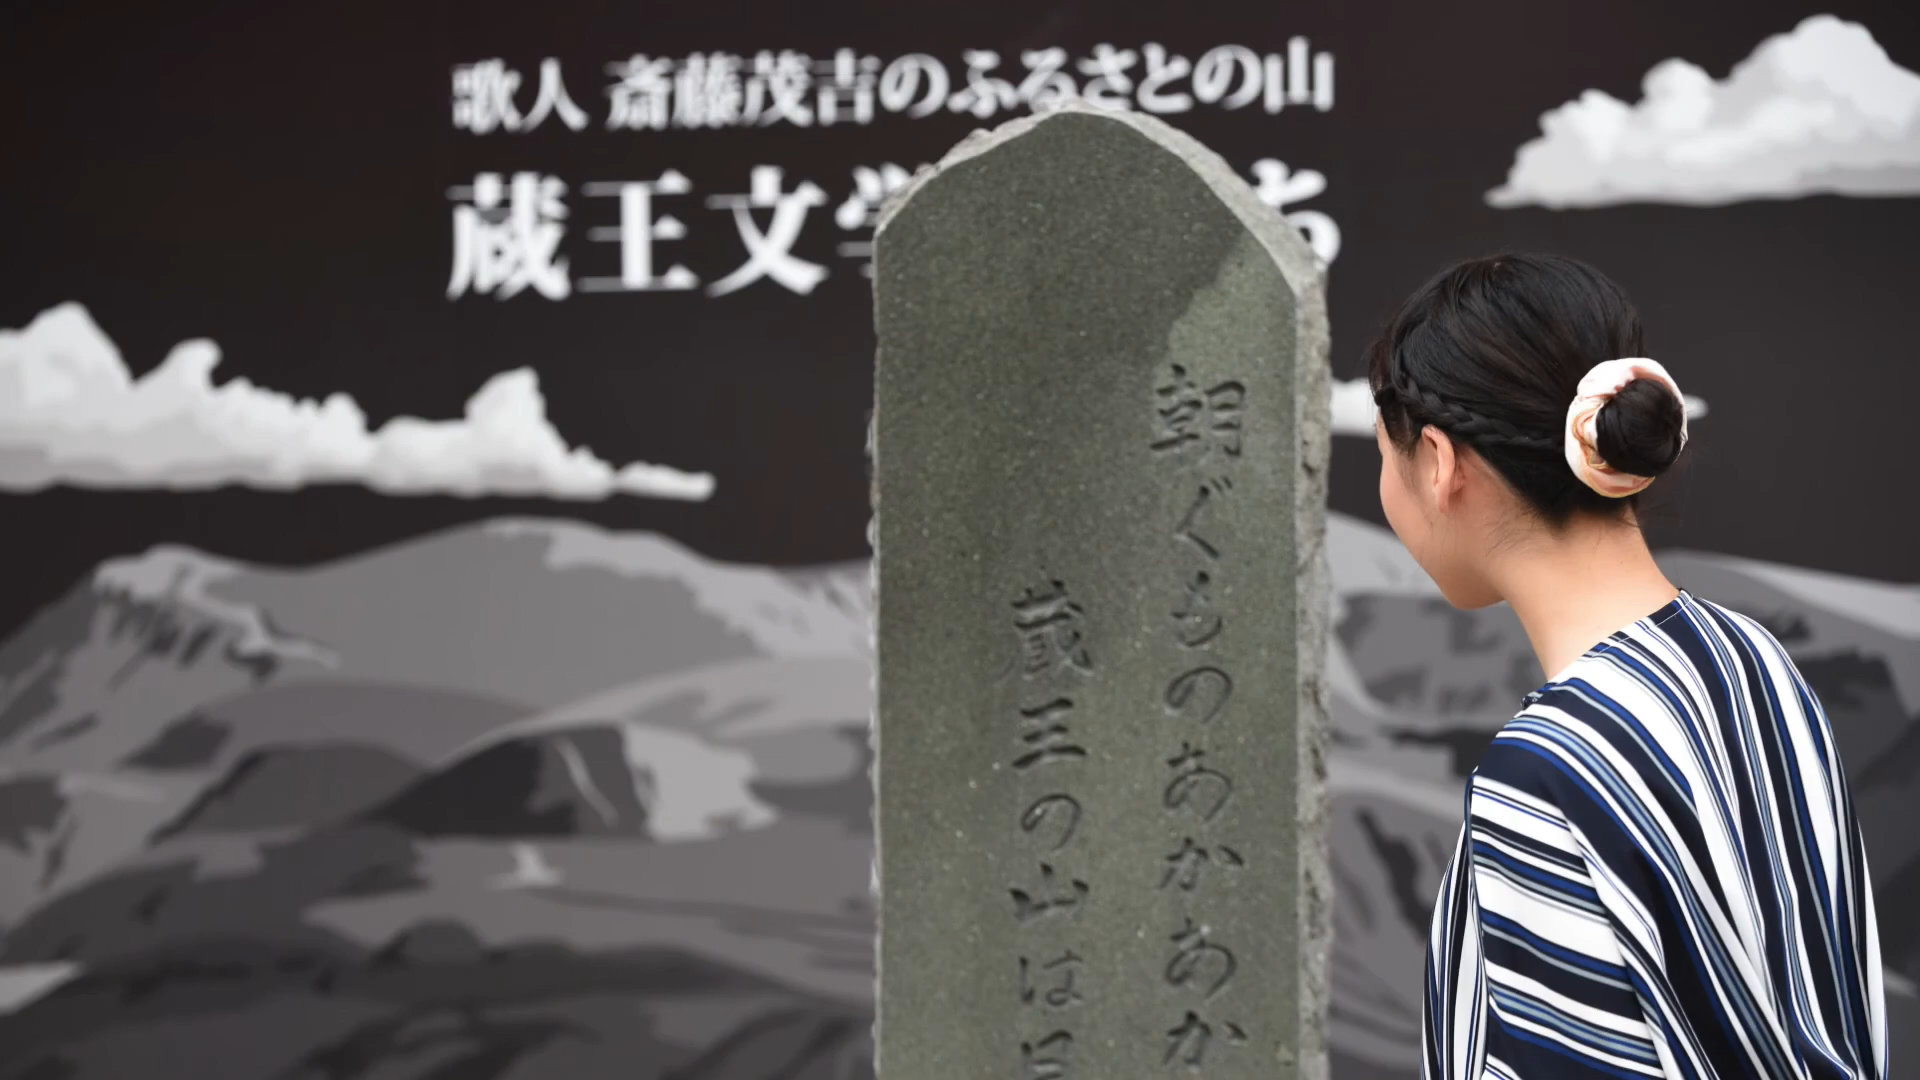 歌人 斎藤茂吉のふるさとの山
蔵王文学
朝ぐものあかあか
蔵王の山は